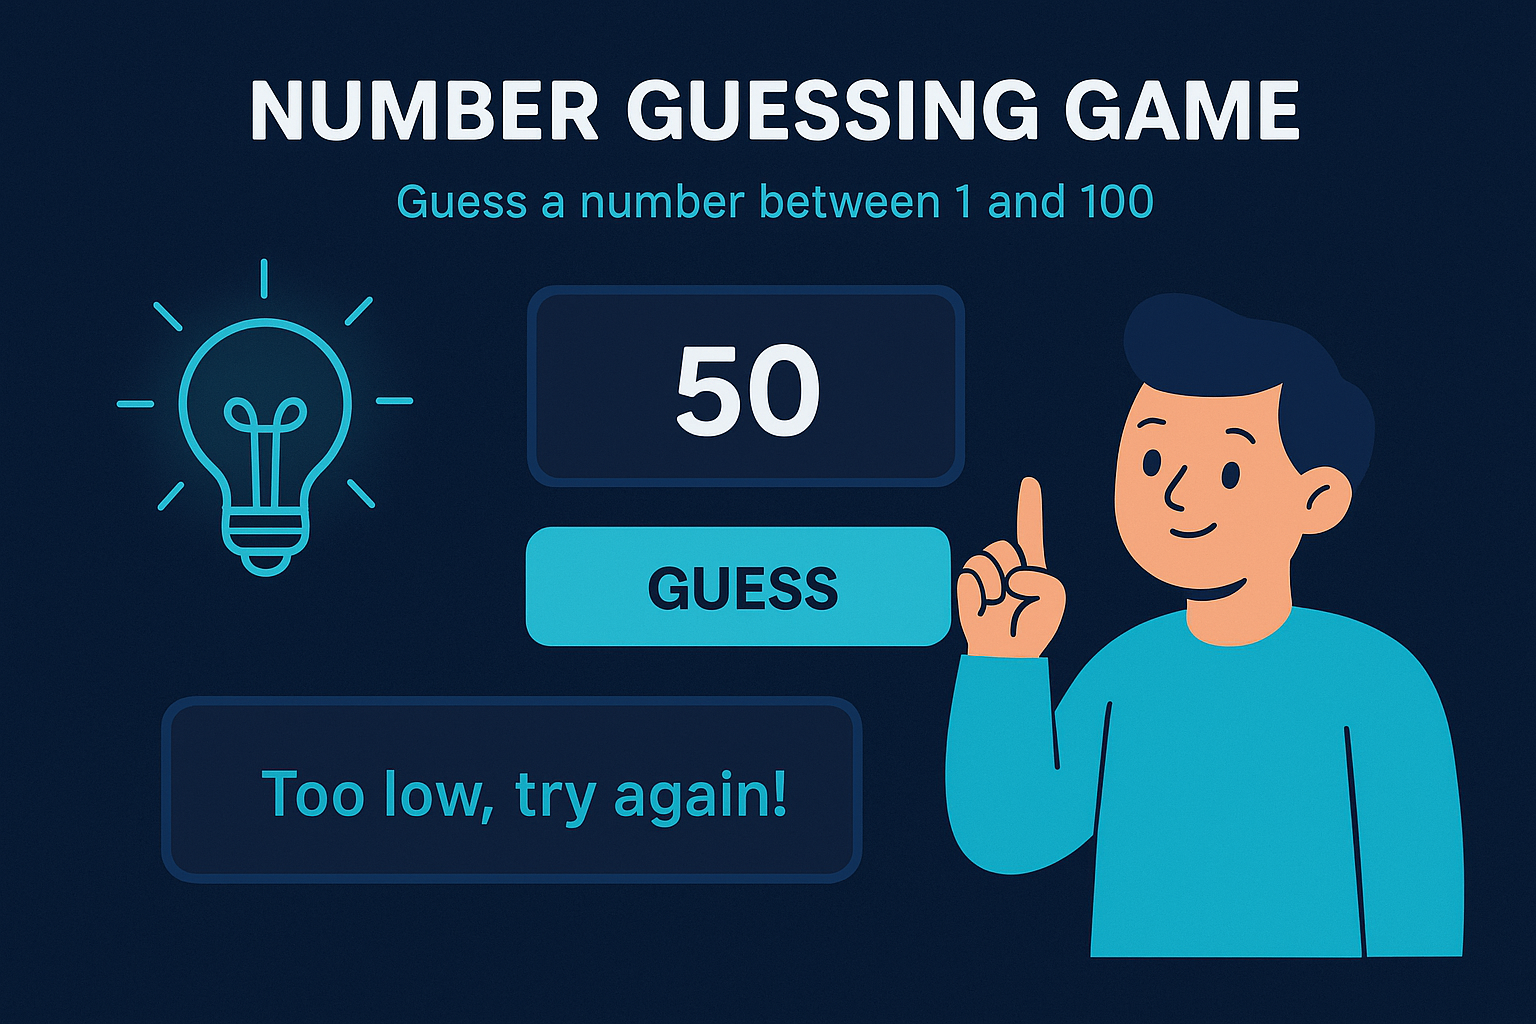 NUMBER GUESSING GAME
Guess a number between 1 and 100
50
GUESS
Too low, try again!